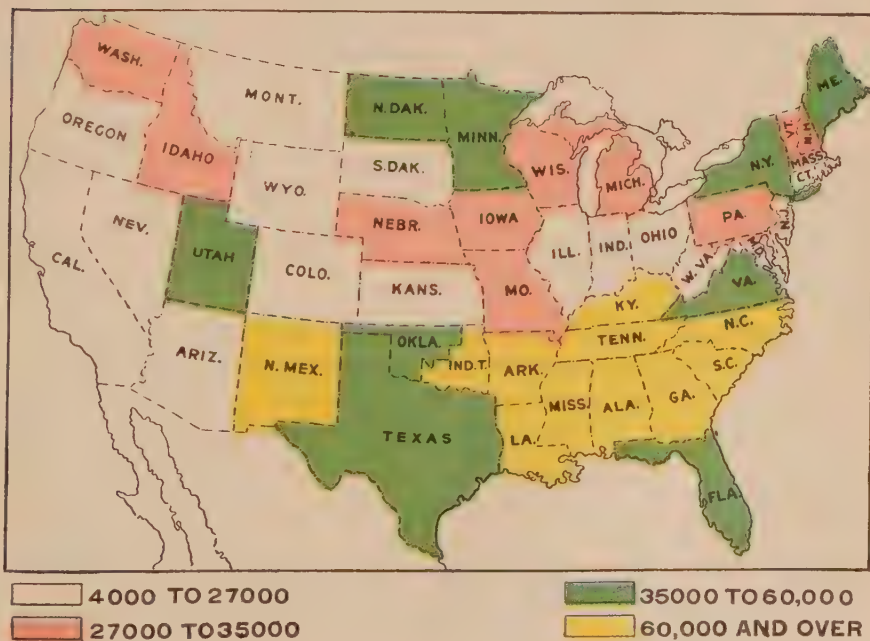 WASH.
MONT.
N.DAK.
MINN.
ME.
OREGON
IDAHO
S.DAK.
WIS.
MICH.
N.Y.
VT.
N.H.
MASS.
CT.
WYO.
NEBR.
IOWA
PA.
N.J.
NEV.
UTAH
COLO.
ILL.
IND.
OHIO
W.VA.
VA.
CAL.
KANS.
MO.
KY.
ARIZ.
N.MEX.
OKLA.
IND.T.
ARK.
TENN.
N.C.
S.C.
TEXAS
LA.
MISS.
ALA.
GA.
FLA.
4000 TO 27000
27000 TO 35000
35000 TO 60,000
60,000 AND OVER